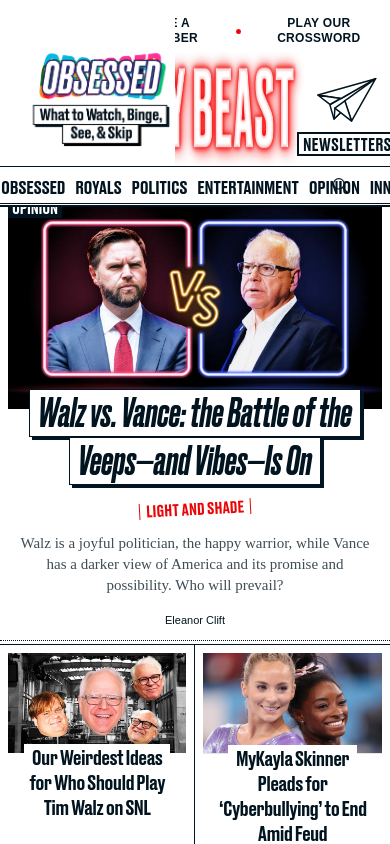 PLAY OUR
CROSSWORD
OBSESSED
What to Watch, Binge,
See, & Skip
BEAST
NEWSLETTERS
OBSESSED ROYALS POLITICS ENTERTAINMENT OPINION INN
OPINION
VS
Walz vs. Vance: the Battle of the
Veeps—and Vibes—Is On
LIGHT AND SHADE
Walz is a joyful politician, the happy warrior, while Vance
has a darker view of America and its promise and
possibility. Who will prevail?
Eleanor Clift
Our Weirdest Ideas
for Who Should Play
Tim Walz on SNL
MyKayla Skinner
Pleads for
‘Cyberbullying’ to End
Amid Feud